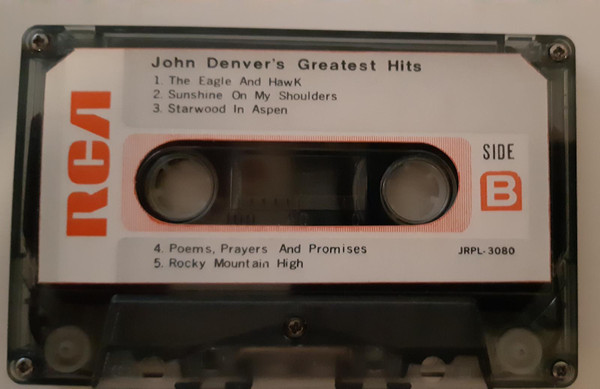 John Denver's Greatest Hits
1. The Eagle And HawK
2. Sunshine On My Shoulders
3. Starwood In Aspen
RCA
SIDE
B
4. Poems, Prayers And Promises
JRPL-3080
5. Rocky Mountain High